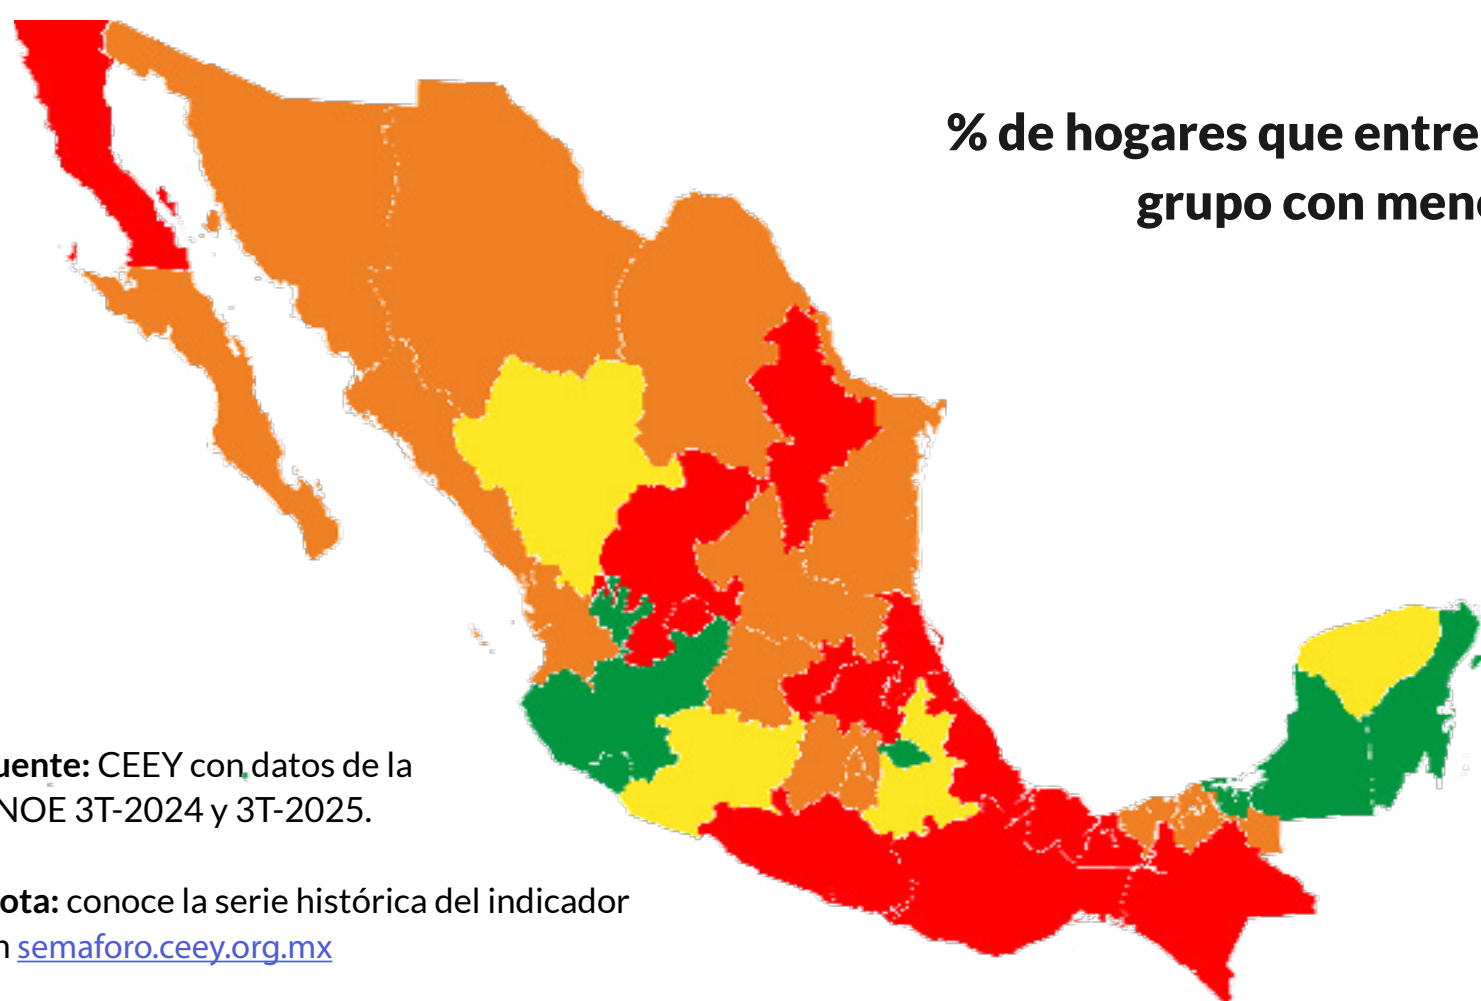 % de hogares que entre
grupo con men
uente: CEEY con datos de la
NOE 3T-2024 y 3T-2025.
ota: conoce la serie histórica del indicador
n semaforo.ceey.org.mx